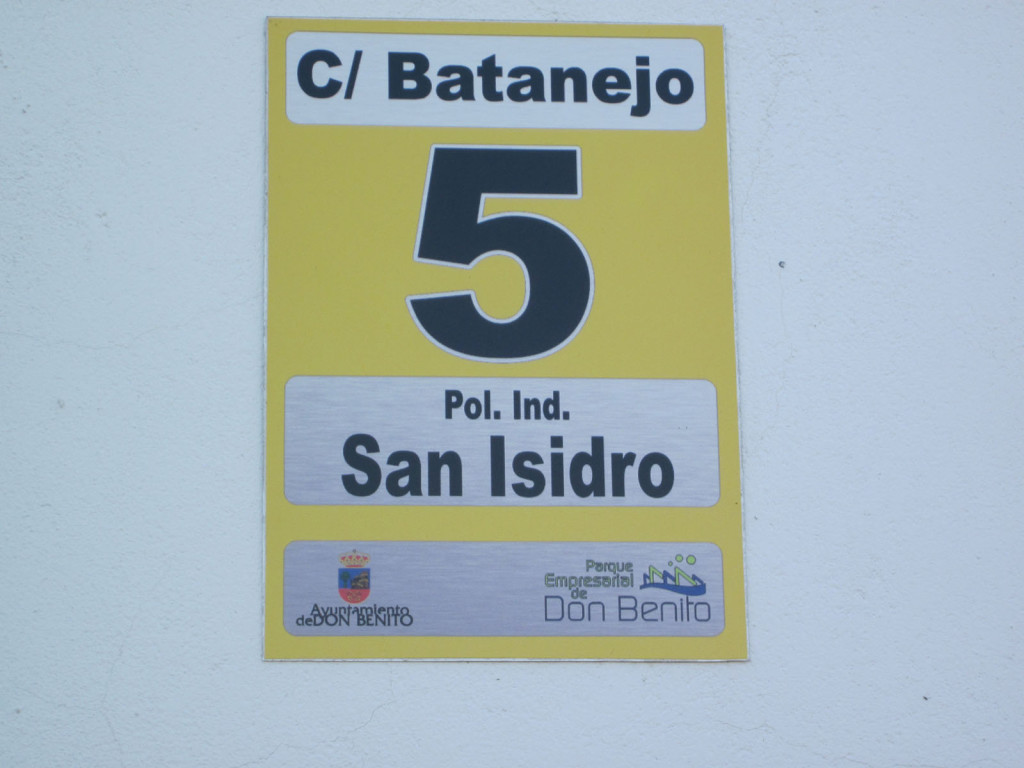 C/ Batanejo
5
Pol. Ind.
San Isidro
Ayuntamiento
deDON BENITO
Parque
Empresarial
de
Don Benito